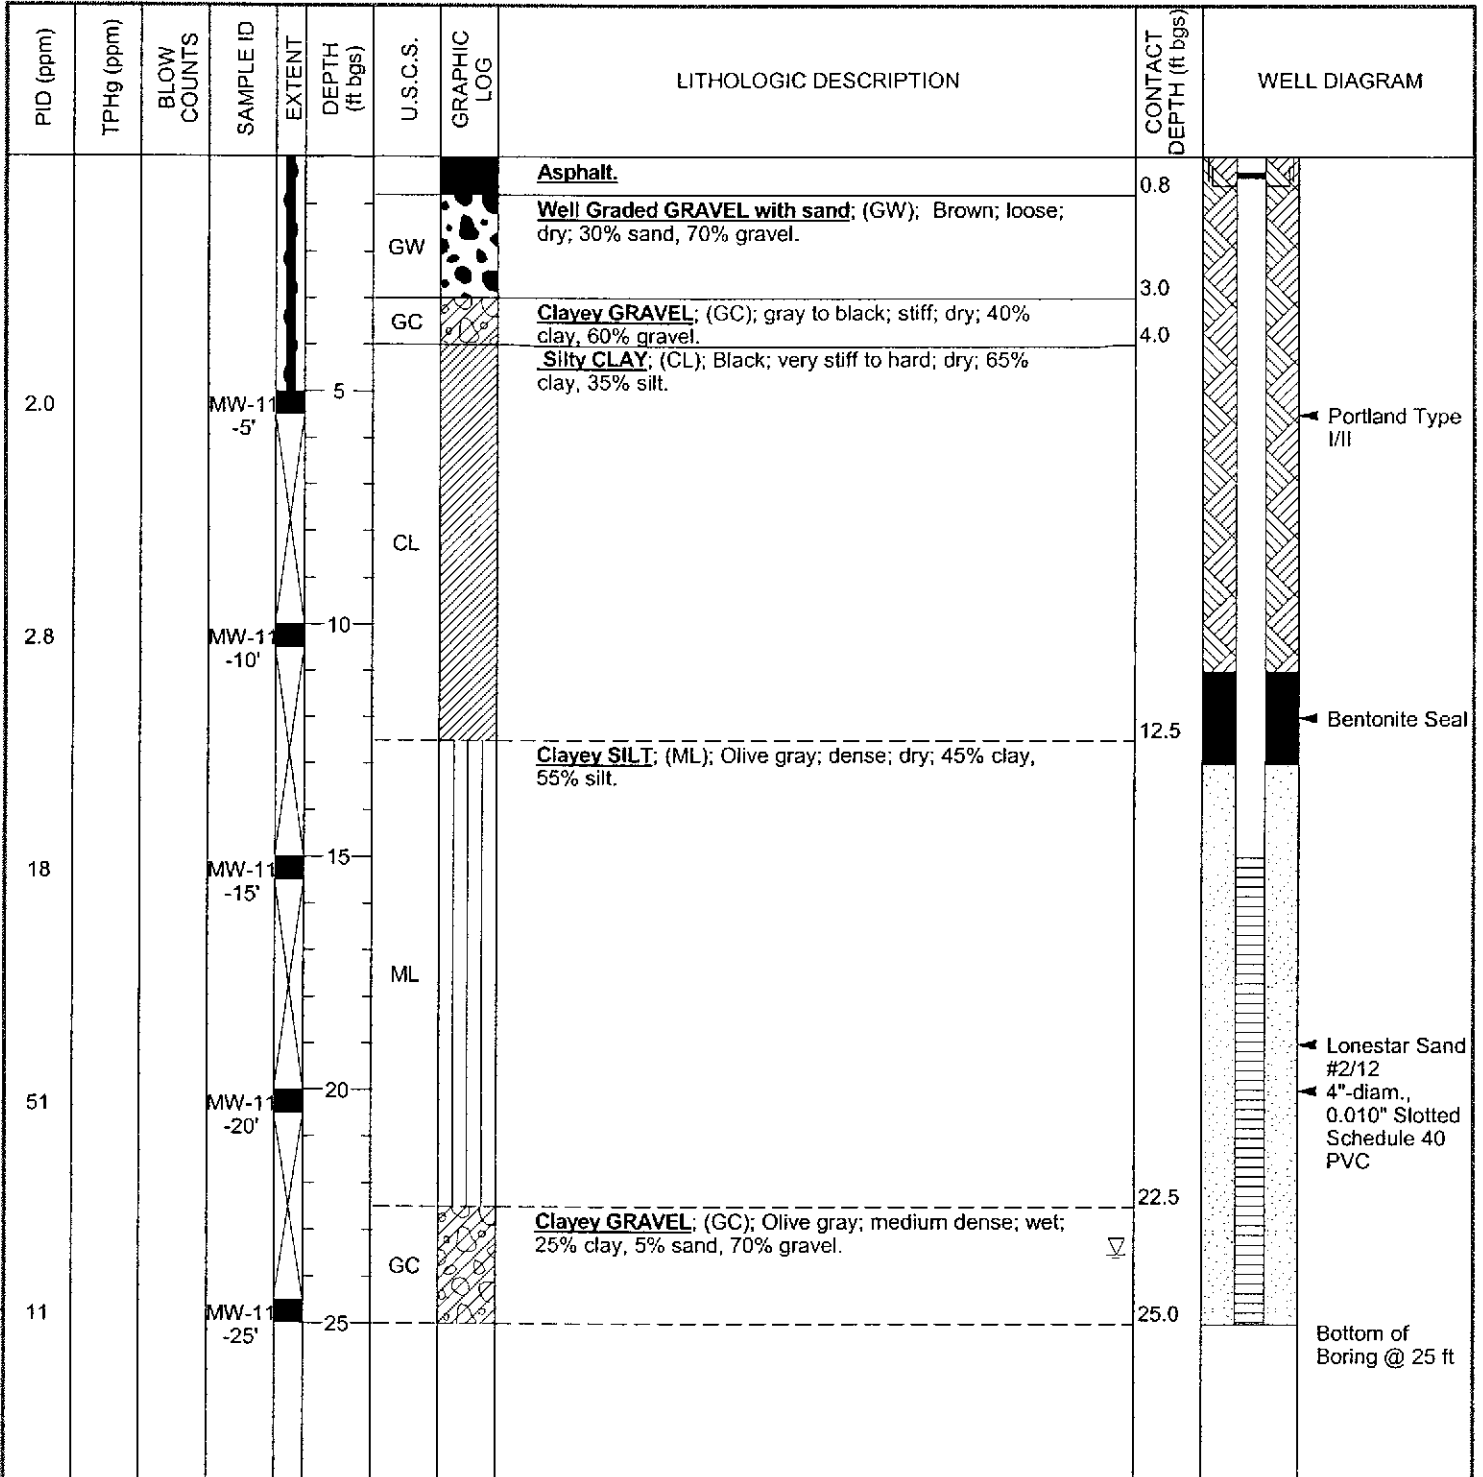 PID (ppm)
TPHg (ppm)
BLOW
COUNTS
SAMPLE ID
EXTENT
DEPTH
(ft bgs)
U.S.C.S.
GRAPHIC
LOG
LITHOLOGIC DESCRIPTION
CONTACT
DEPTH (ft bgs)
WELL DIAGRAM
Asphalt.
0.8
Well Graded GRAVEL with sand; (GW); Brown; loose;
dry; 30% sand, 70% gravel.
GW
3.0
Clayey GRAVEL; (GC); gray to black; stiff; dry; 40%
clay, 60% gravel.
GC
4.0
Silty CLAY; (CL); Black; very stiff to hard; dry; 65%
clay, 35% silt.
2.0
MW-11
-5'
5
Portland Type
I/II
CL
2.8
MW-11
-10'
10
Bentonite Seal
12.5
Clayey SILT; (ML); Olive gray; dense; dry; 45% clay,
55% silt.
18
MW-11
-15'
15
ML
Lonestar Sand
#2/12
51
MW-11
-20'
20
4"-diam.,
0.010" Slotted
Schedule 40
PVC
22.5
Clayey GRAVEL; (GC); Olive gray; medium dense; wet;
25% clay, 5% sand, 70% gravel.
GC
11
MW-11
-25'
25
25.0
Bottom of
Boring @ 25 ft